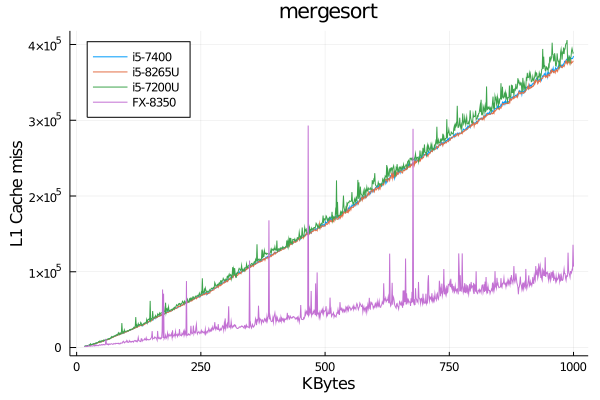 mergesort
i5-7400
i5-8265U
i5-7200U
FX-8350
4×10⁵
3×10⁵
2×10⁵
1×10⁵
0
L1 Cache miss
0 250 500 750 1000
KBytes